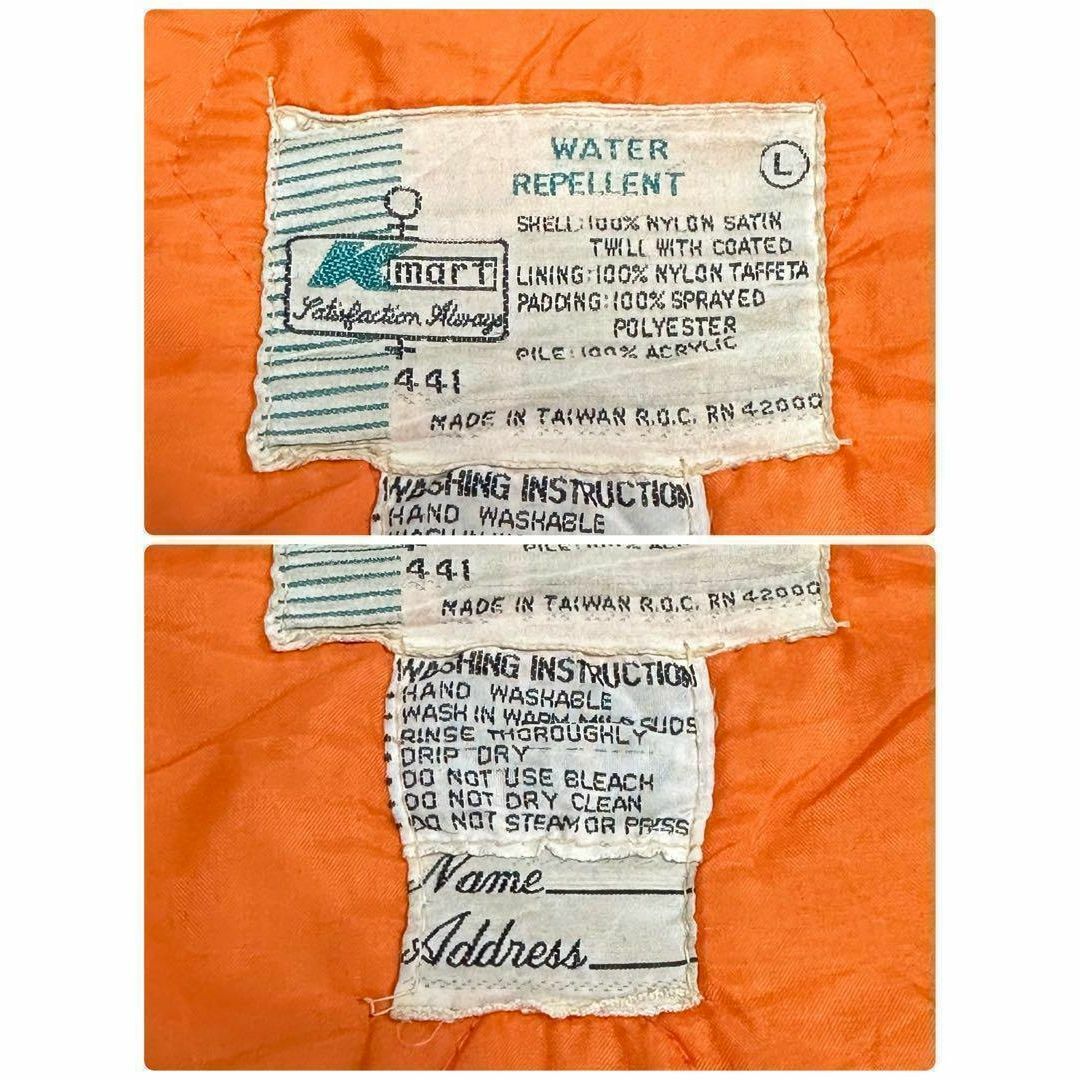 WATER
REPELLENT
L
SHELL:100% NYLON SATIN
TWILL WITH COATED
LINING:100% NYLON TAFFETA
PADDING:100% SPRAYED
POLYESTER
PILE:100% ACRYLIC
Kmart
Satisfaction Always
441
MADE IN TAIWAN R.O.C. RN 42000
WASHING INSTRUCTION
• HAND WASHABLE
441
MADE IN TAIWAN R.O.C. RN 42000
WASHING INSTRUCTION
• HAND WASHABLE
• WASH IN WARM MILD SUDS
• RINSE THOROUGHLY
• DRIP DRY
• DO NOT USE BLEACH
• DO NOT DRY CLEAN
• DO NOT STEAM OR PRESS
Name
Address